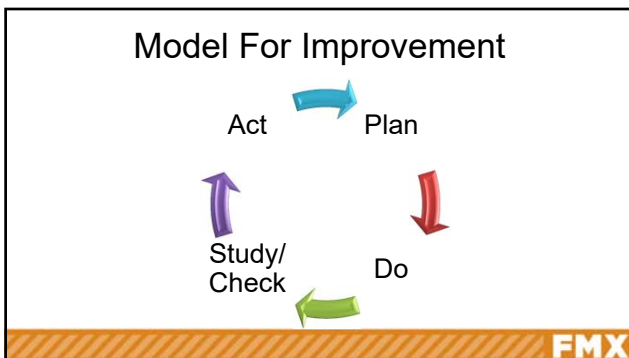 Model For Improvement
Act
Plan
Study/
Check
Do
FMX